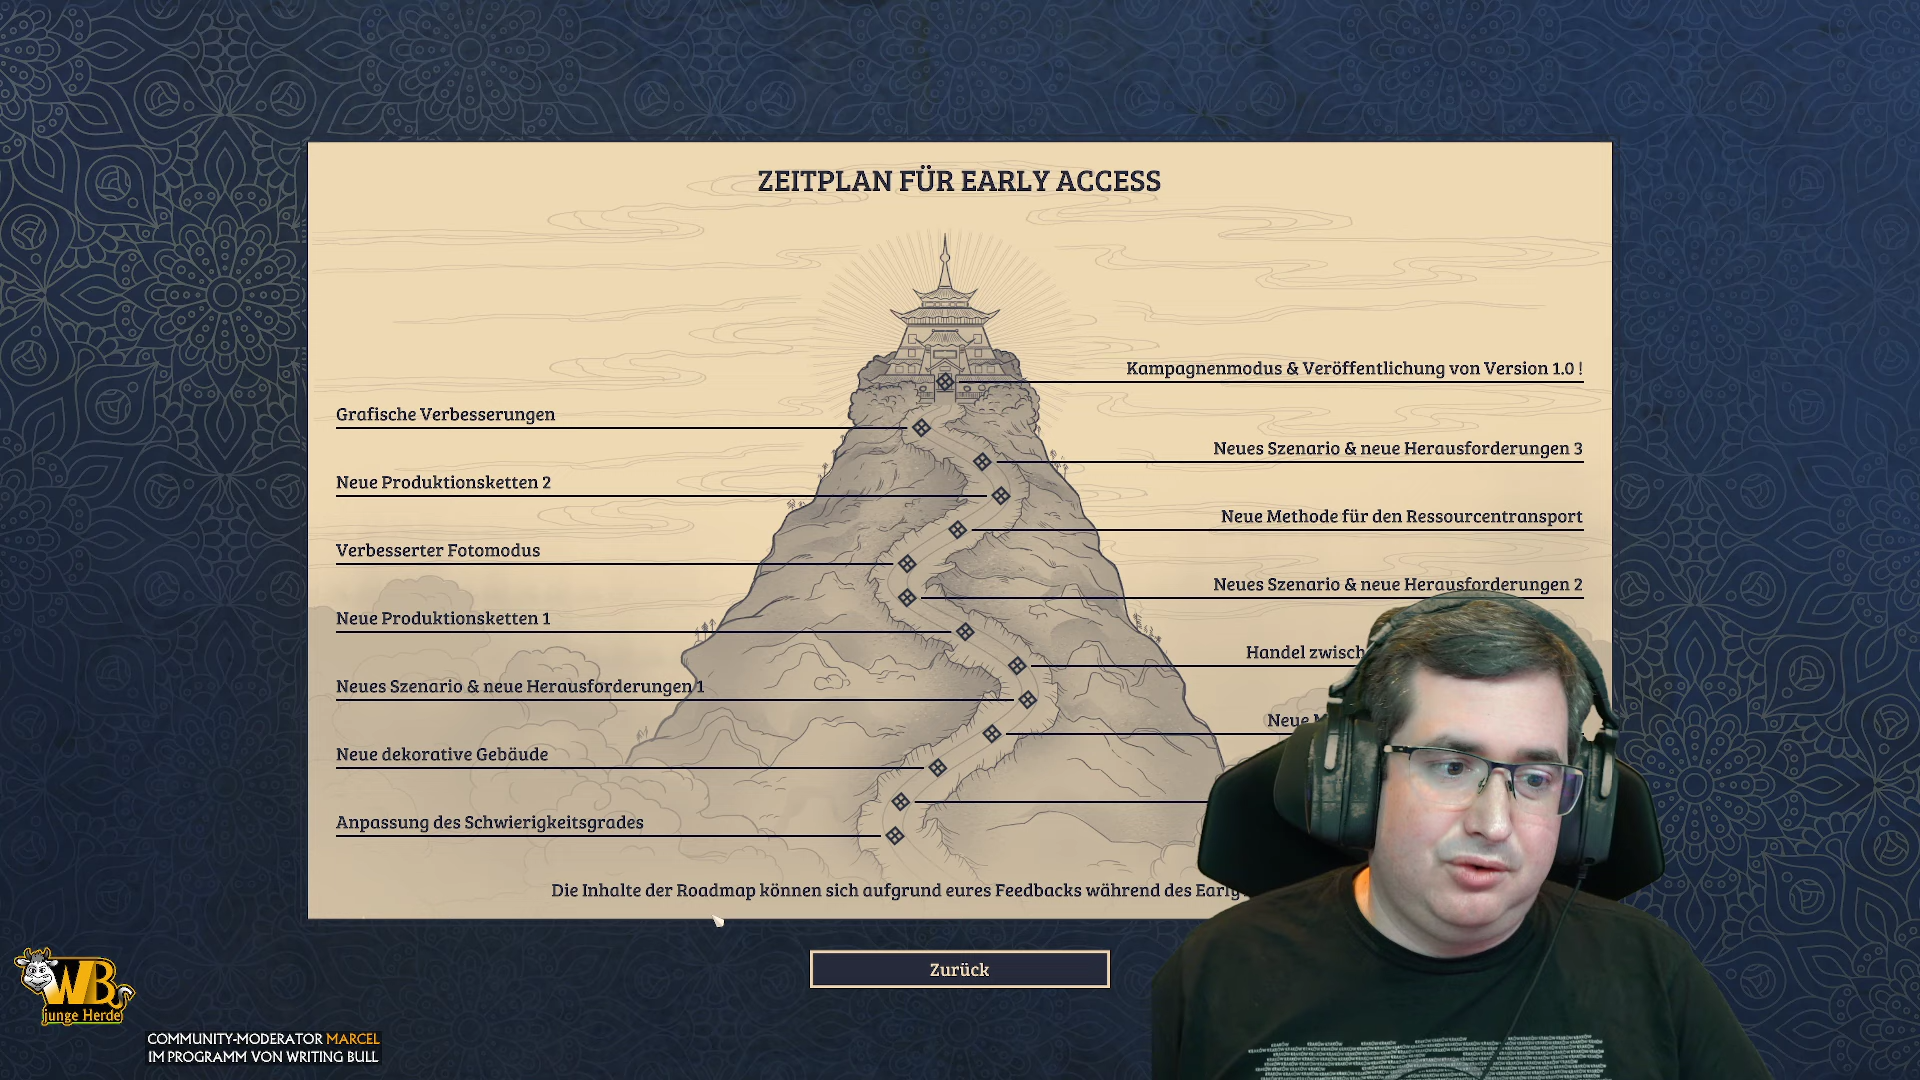 ZEITPLAN FÜR EARLY ACCESS
Kampagnenmodus & Veröffentlichung von Version 1.0 !
Grafische Verbesserungen
Neues Szenario & neue Herausforderungen 3
Neue Produktionsketten 2
Neue Methode für den Ressourcentransport
Verbesserter Fotomodus
Neues Szenario & neue Herausforderungen 2
Neue Produktionsketten 1
Handel zwisch
Neues Szenario & neue Herausforderungen 1
Neue
Neue dekorative Gebäude
Anpassung des Schwierigkeitsgrades
Die Inhalte der Roadmap können sich aufgrund eures Feedbacks während des Early
Zurück
WB
junge Herde
COMMUNITY-MODERATOR MARCEL
IM PROGRAMM VON WRITING BULL